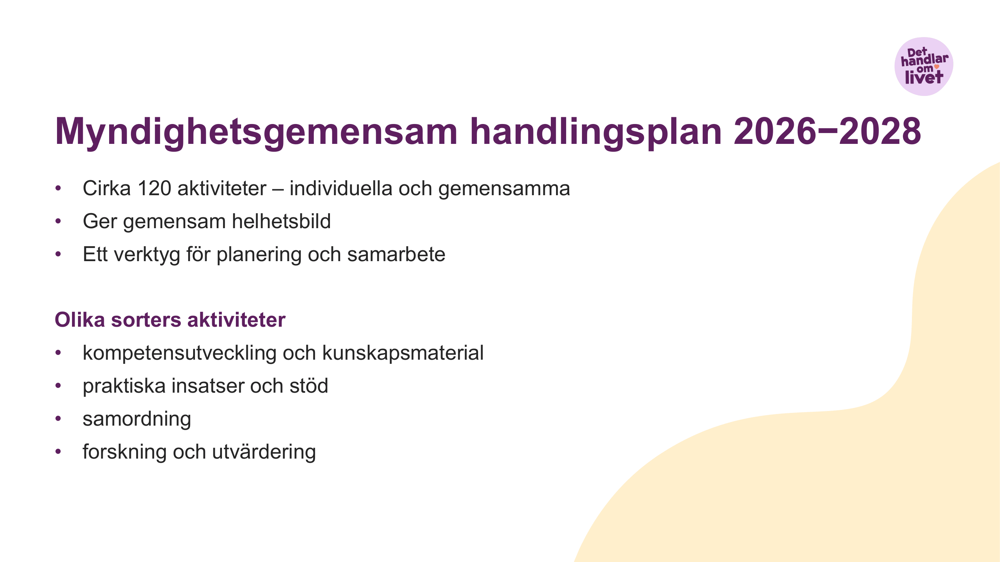 Det
handlar
om
livet
Myndighetsgemensam handlingsplan 2026–2028
• Cirka 120 aktiviteter – individuella och gemensamma
• Ger gemensam helhetsbild
• Ett verktyg för planering och samarbete
Olika sorters aktiviteter
• kompetensutveckling och kunskapsmaterial
• praktiska insatser och stöd
• samordning
• forskning och utvärdering